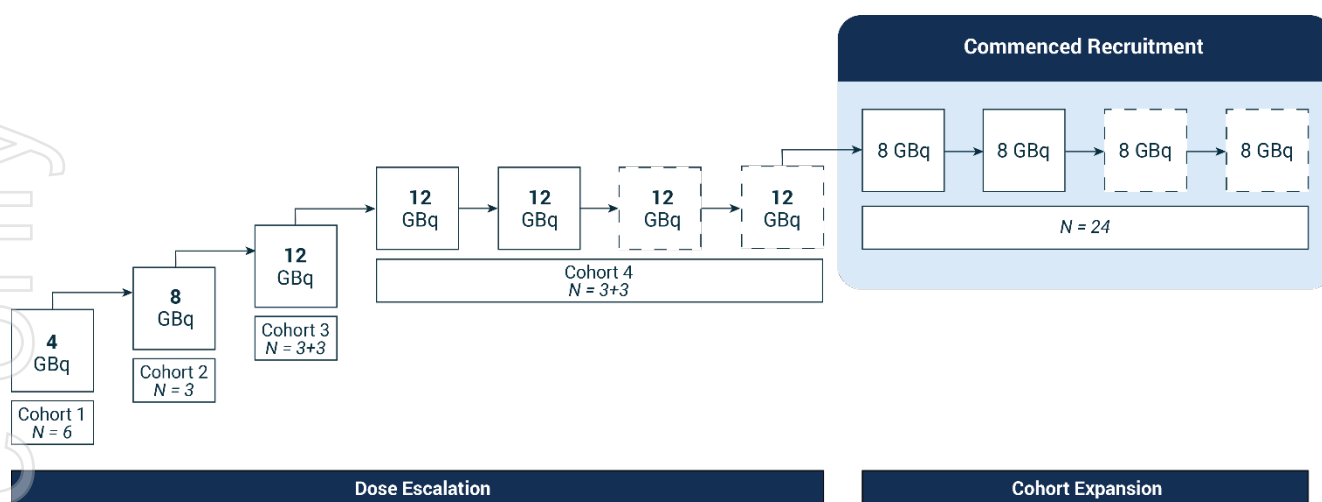 Commenced Recruitment
8 GBq
8 GBq
8 GBq
8 GBq
N = 24
12
GBq
12
GBq
12
GBq
12
GBq
Cohort 4
N = 3+3
12
GBq
Cohort 3
N = 3+3
8
GBq
Cohort 2
N = 3
4
GBq
Cohort 1
N = 6
Dose Escalation
Cohort Expansion